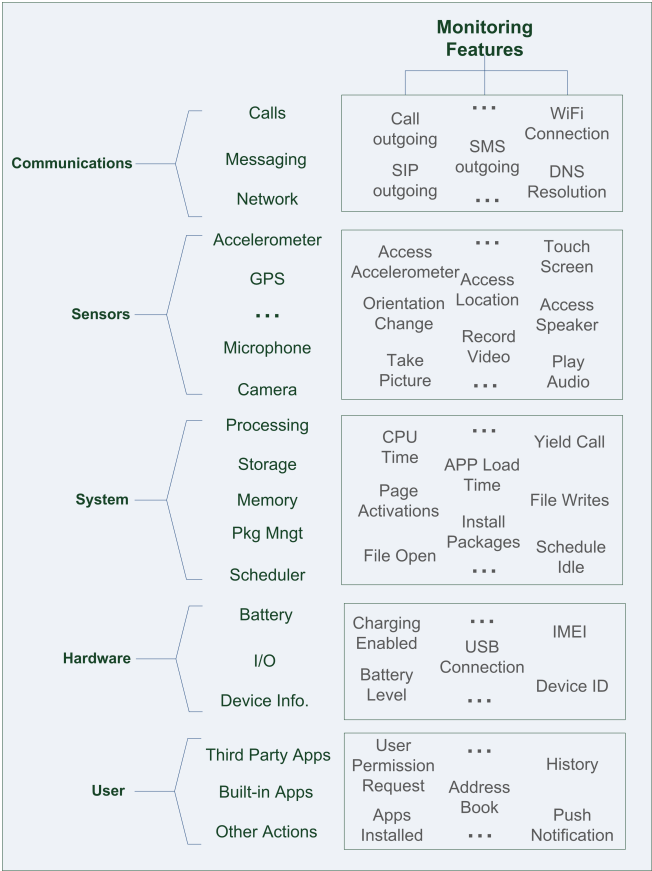 Monitoring
Features
Communications
Calls
Messaging
Network
Call
outgoing
SIP
outgoing
...
SMS
outgoing
...
WiFi
Connection
DNS
Resolution
Sensors
Accelerometer
GPS
...
Microphone
Camera
Access
Accelerometer
Orientation
Change
Take
Picture
...
Access
Location
Record
Video
...
Touch
Screen
Access
Speaker
Play
Audio
System
Processing
Storage
Memory
Pkg Mngt
Scheduler
CPU
Time
Page
Activations
File Open
...
APP Load
Time
Install
Packages
...
Yield Call
File Writes
Schedule
Idle
Hardware
Battery
I/O
Device Info.
Charging
Enabled
Battery
Level
...
USB
Connection
...
IMEI
Device ID
User
Third Party Apps
Built-in Apps
Other Actions
User
Permission
Request
Apps
Installed
...
Address
Book
...
History
Push
Notification